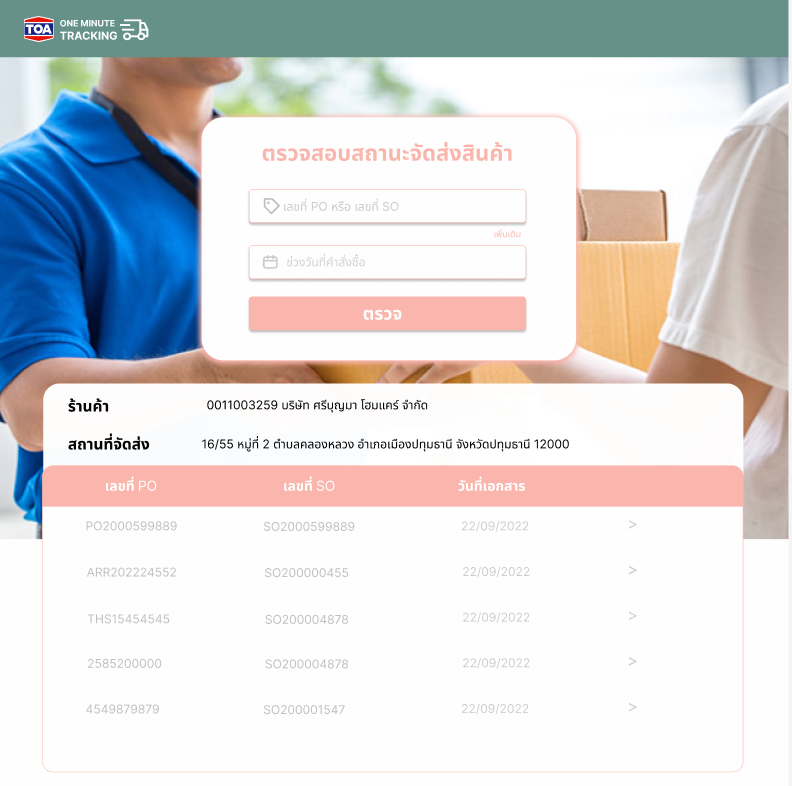 TOA
ONE MINUTE
TRACKING
ตรวจสอบสถานะจัดส่งสินค้า
เลขที่ PO หรือ เลขที่ SO
เพิ่มเติม
ช่วงวันที่คำสั่งซื้อ
ตรวจ
ร้านค้า 0011003259 บริษัท ศรีบุญมา โฮมแคร์ จำกัด
สถานที่จัดส่ง 16/55 หมู่ที่ 2 ตำบลคลองหลวง อำเภอเมืองปทุมธานี จังหวัดปทุมธานี 12000
เลขที่ PO เลขที่ SO วันที่เอกสาร
PO2000599889 SO2000599889 22/09/2022 >
ARR202224552 SO200000455 22/09/2022 >
THS15454545 SO200004878 22/09/2022 >
2585200000 SO200004878 22/09/2022 >
4549879879 SO200001547 22/09/2022 >